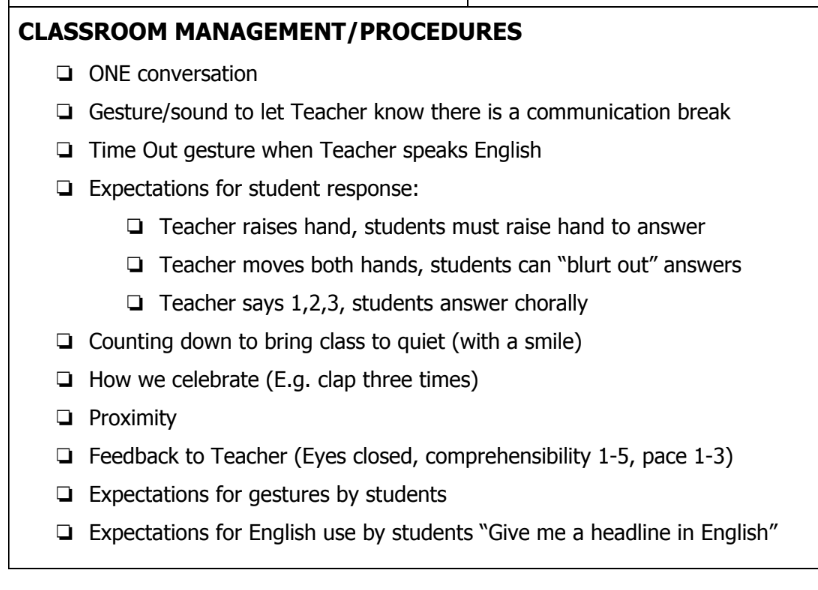 CLASSROOM MANAGEMENT/PROCEDURES
❏ ONE conversation
❏ Gesture/sound to let Teacher know there is a communication break
❏ Time Out gesture when Teacher speaks English
❏ Expectations for student response:
❏ Teacher raises hand, students must raise hand to answer
❏ Teacher moves both hands, students can “blurt out” answers
❏ Teacher says 1,2,3, students answer chorally
❏ Counting down to bring class to quiet (with a smile)
❏ How we celebrate (E.g. clap three times)
❏ Proximity
❏ Feedback to Teacher (Eyes closed, comprehensibility 1-5, pace 1-3)
❏ Expectations for gestures by students
❏ Expectations for English use by students “Give me a headline in English”